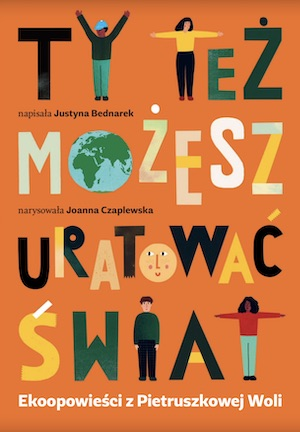 TY TEŻ
napisała Justyna Bednarek
MOŻESZ
narysowała Joanna Czaplewska
URATOWAĆ
ŚWIAT
Ekoopowieści z Pietruszkowej Woli